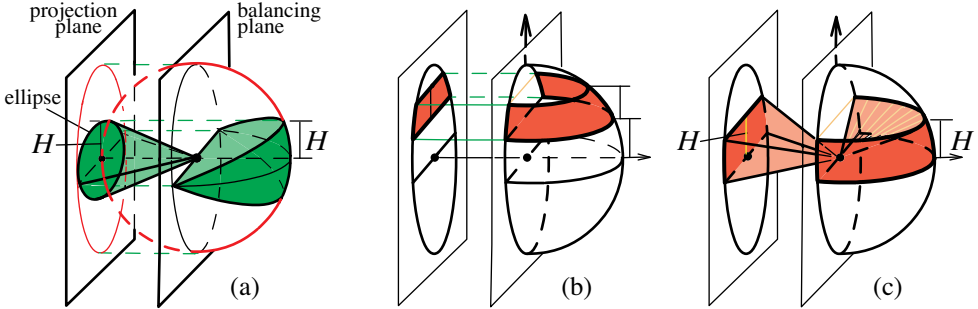 projection
plane
balancing
plane
ellipse
H
H
(a)
(b)
H
(c)